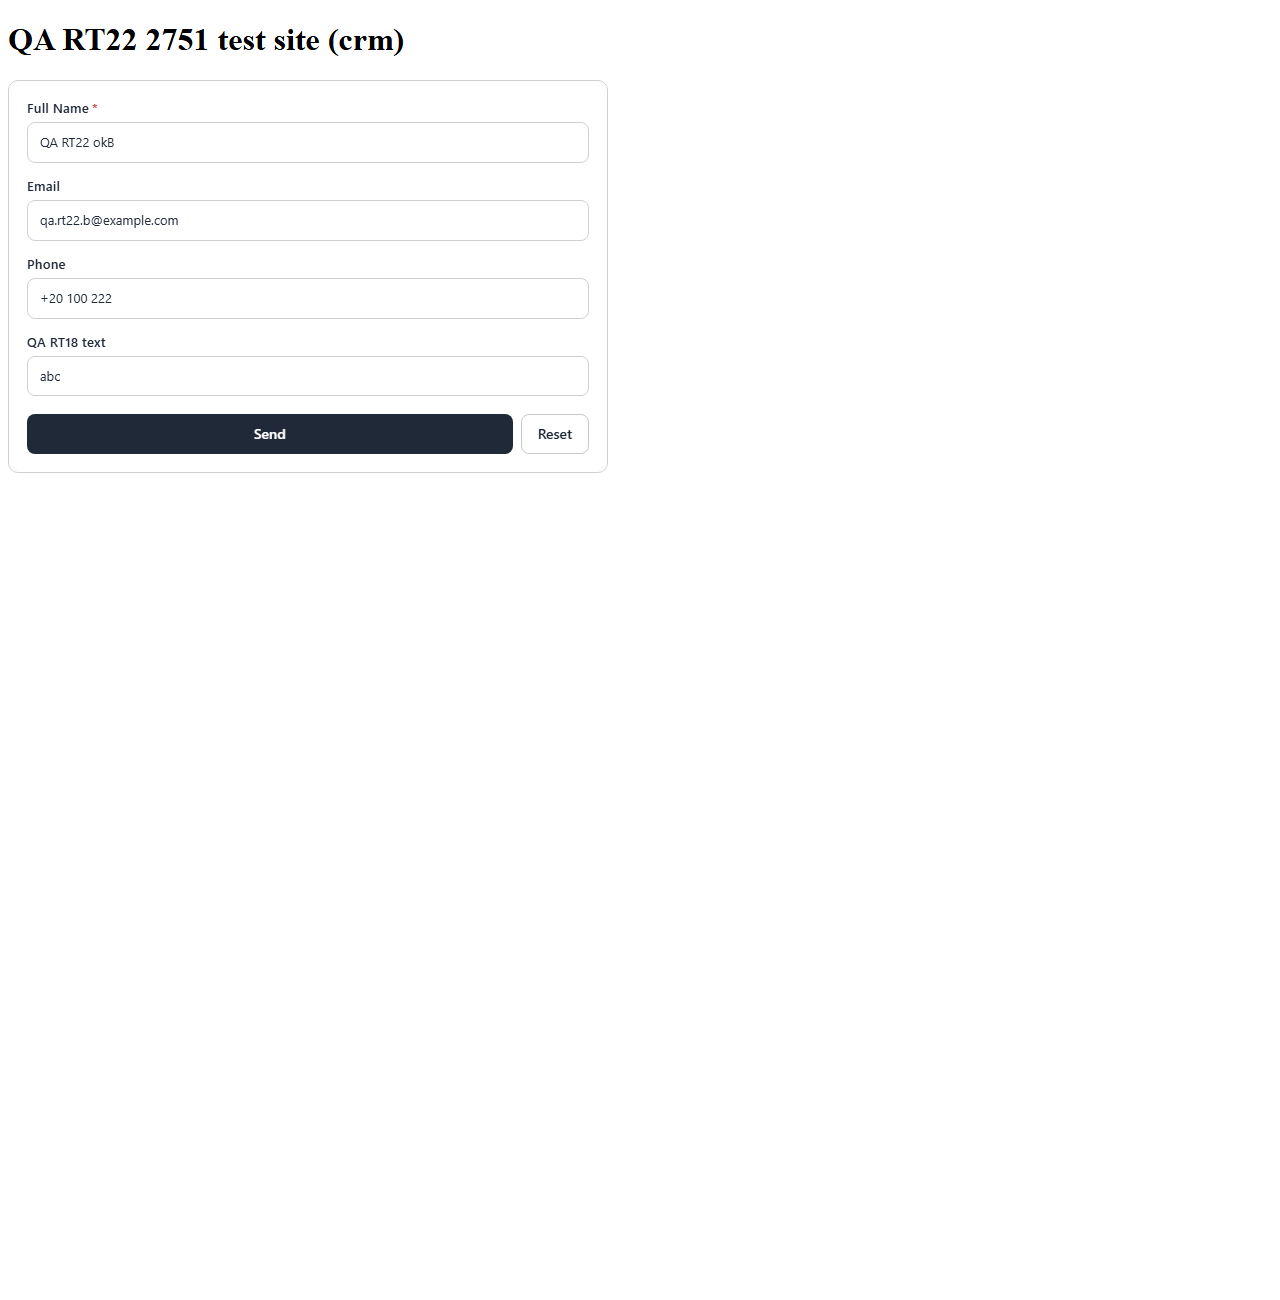 QA RT22 2751 test site (crm)
Full Name *
QA RT22 okB
Email
qa.rt22.b@example.com
Phone
+20 100 222
QA RT18 text
abc
Send
Reset